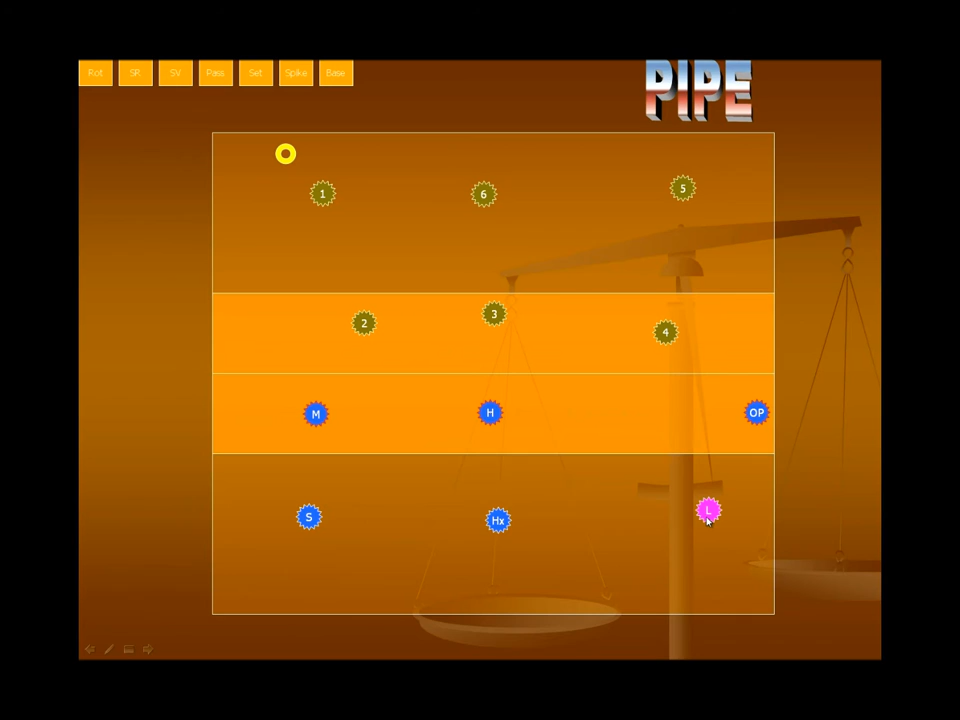 Rot SR SV Pass Set Spike Base
PIPE
1 6 5
2 3 4
M H OP
S Hx L